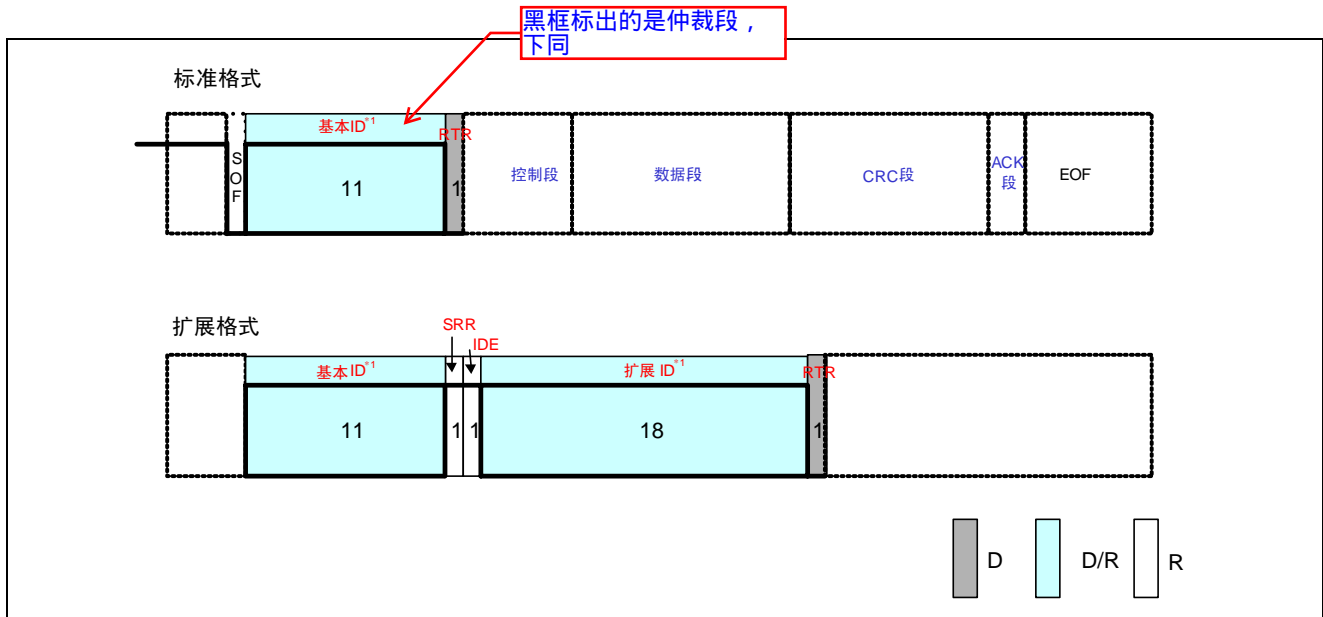 黑框标出的是仲裁段，
下同
标准格式
基本ID*1
RTR
SOF
11
1
控制段
数据段
CRC段
ACK
段
EOF
扩展格式
SRR
IDE
基本ID*1
扩展 ID*1
RTR
11
1
1
18
1
D
D/R
R